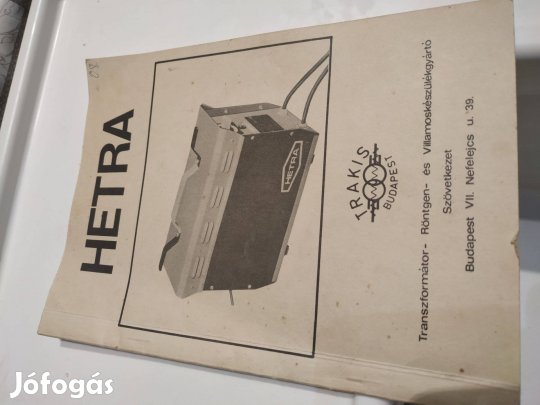 HETRA
HETRA
TRAKIS
BUDAPEST
Transzformátor- Röntgen- és Villamoskészülékgyártó
Szövetkezet
Budapest VII. Nefelejcs u. 39.
Jófogás